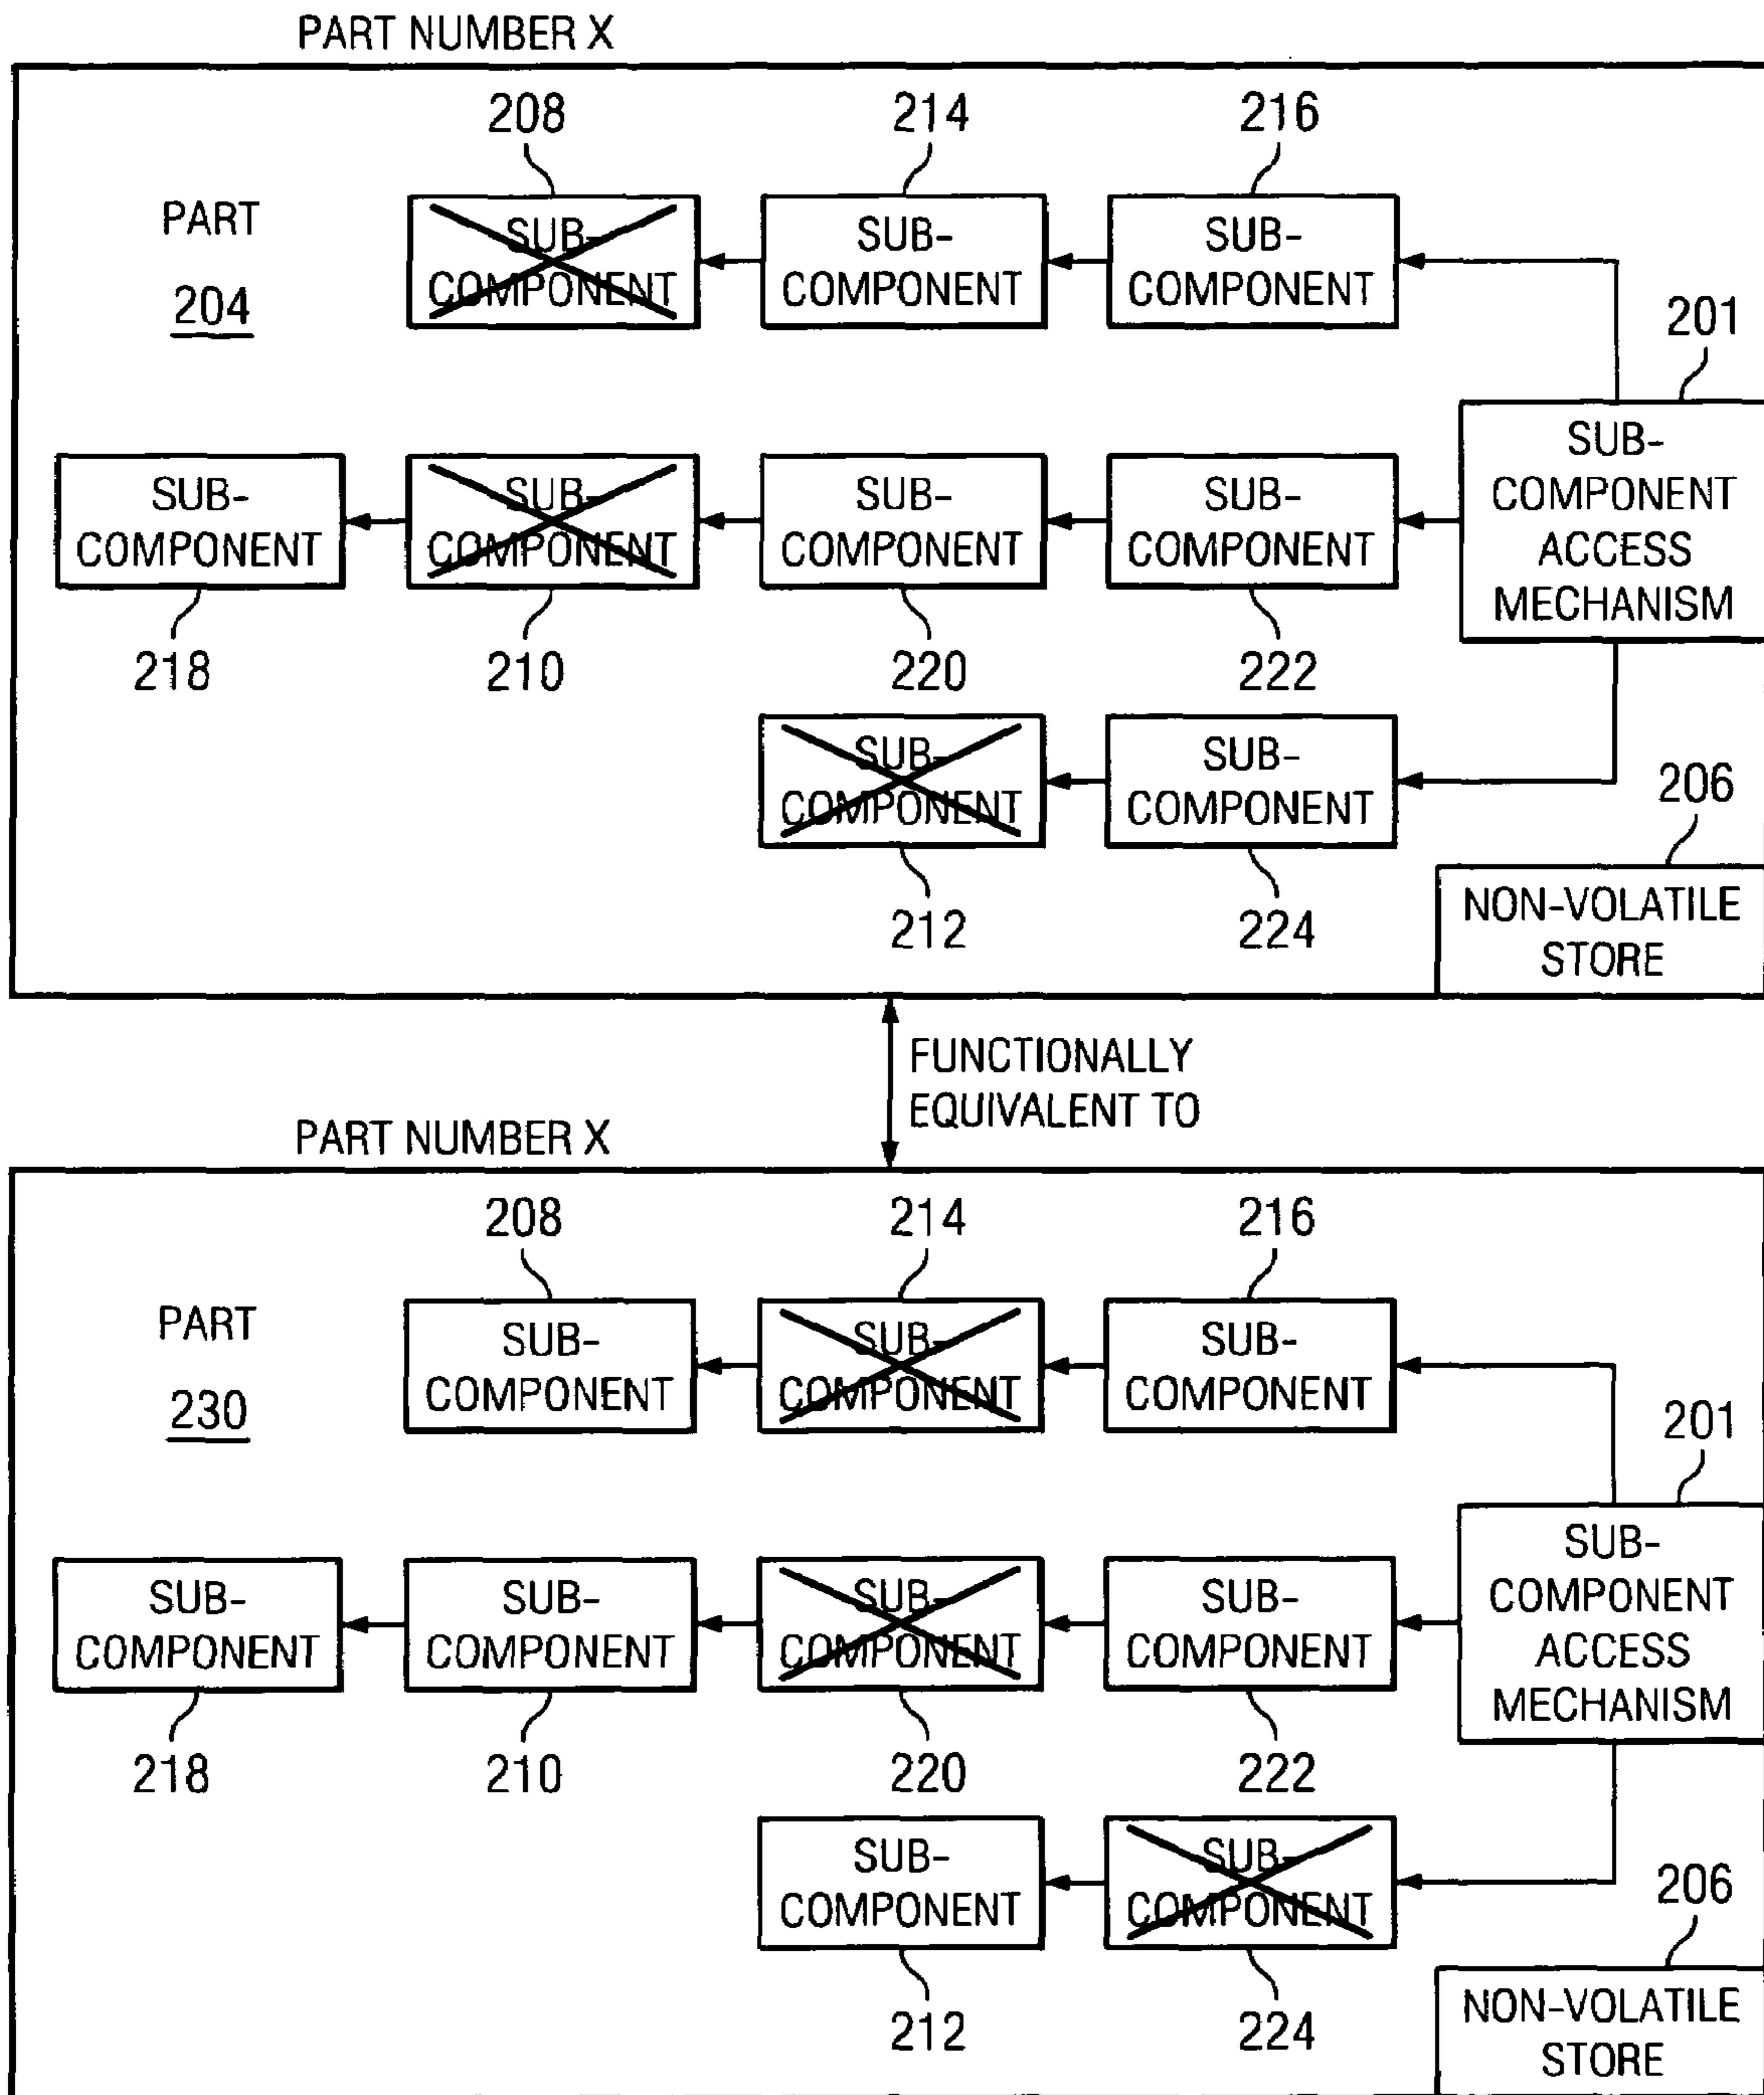 PART NUMBER X
208
214
216
PART
204
SUB-
COMPONENT
SUB-
COMPONENT
SUB-
COMPONENT
201
SUB-
COMPONENT
ACCESS
MECHANISM
SUB-
COMPONENT
SUB-
COMPONENT
SUB-
COMPONENT
SUB-
COMPONENT
218
210
220
222
SUB-
COMPONENT
SUB-
COMPONENT
206
212
224
NON-VOLATILE
STORE
FUNCTIONALLY
EQUIVALENT TO
PART NUMBER X
208
214
216
PART
230
SUB-
COMPONENT
SUB-
COMPONENT
SUB-
COMPONENT
201
SUB-
COMPONENT
ACCESS
MECHANISM
SUB-
COMPONENT
SUB-
COMPONENT
SUB-
COMPONENT
SUB-
COMPONENT
218
210
220
222
SUB-
COMPONENT
SUB-
COMPONENT
206
212
224
NON-VOLATILE
STORE